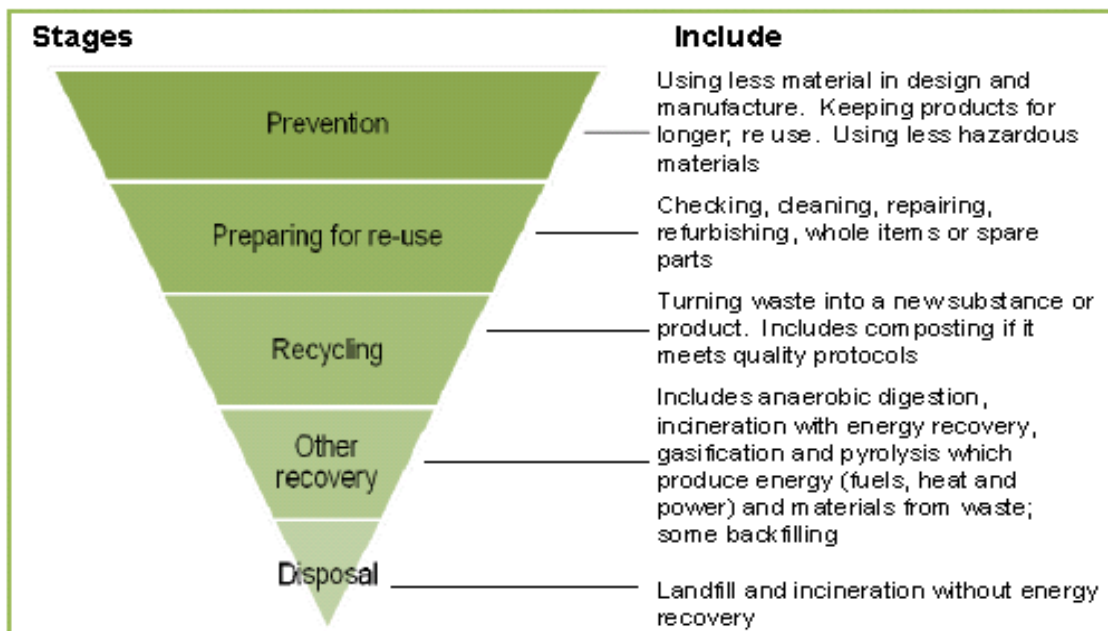 Stages
Include
Prevention
Using less material in design and
manufacture. Keeping products for
longer; re use. Using less hazardous
materials
Preparing for re-use
Checking, cleaning, repairing,
refurbishing, whole items or spare
parts
Recycling
Turning waste into a new substance or
product. Includes composting if it
meets quality protocols
Other
recovery
Includes anaerobic digestion,
incineration with energy recovery,
gasification and pyrolysis which
produce energy (fuels, heat and
power) and materials from waste;
some backfilling
Disposal
Landfill and incineration without energy
recovery